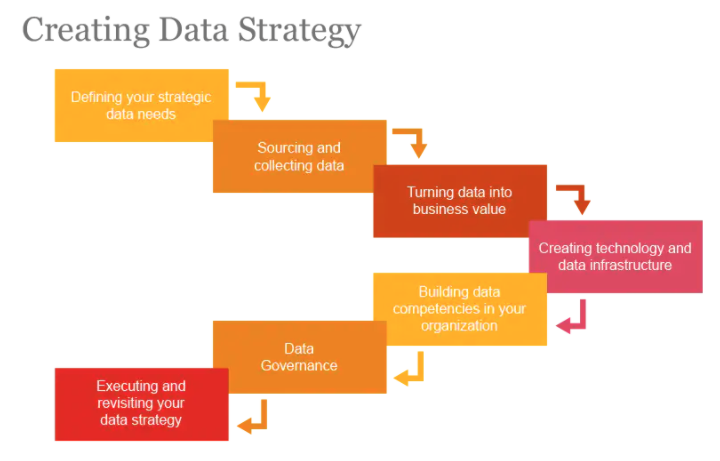 Creating Data Strategy
Defining your strategic
data needs
Sourcing and
collecting data
Turning data into
business value
Creating technology and
data infrastructure
Building data
competencies in your
organization
Data
Governance
Executing and
revisiting your
data strategy